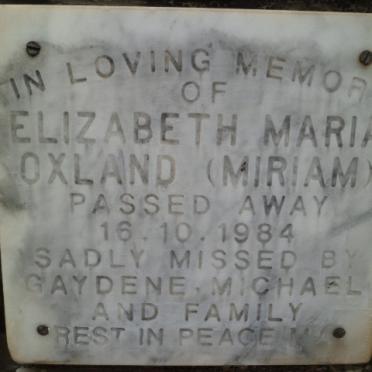 IN LOVING MEMORY
OF
ELIZABETH MARIA
OXLAND (MIRIAM)
PASSED AWAY
16.10.1984
SADLY MISSED BY
GAYDENE, MICHAEL
AND FAMILY
REST IN PEACE